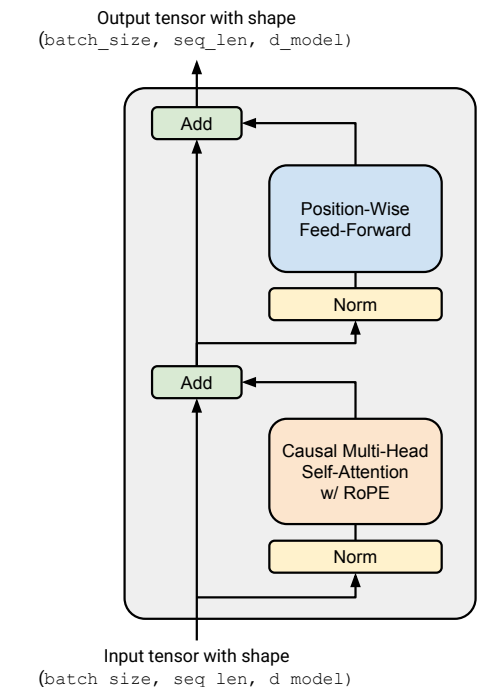 Output tensor with shape
(batch_size, seq_len, d_model)
Add
Position-Wise
Feed-Forward
Norm
Add
Causal Multi-Head
Self-Attention
w/ RoPE
Norm
Input tensor with shape
(batch_size, seq_len, d_model)